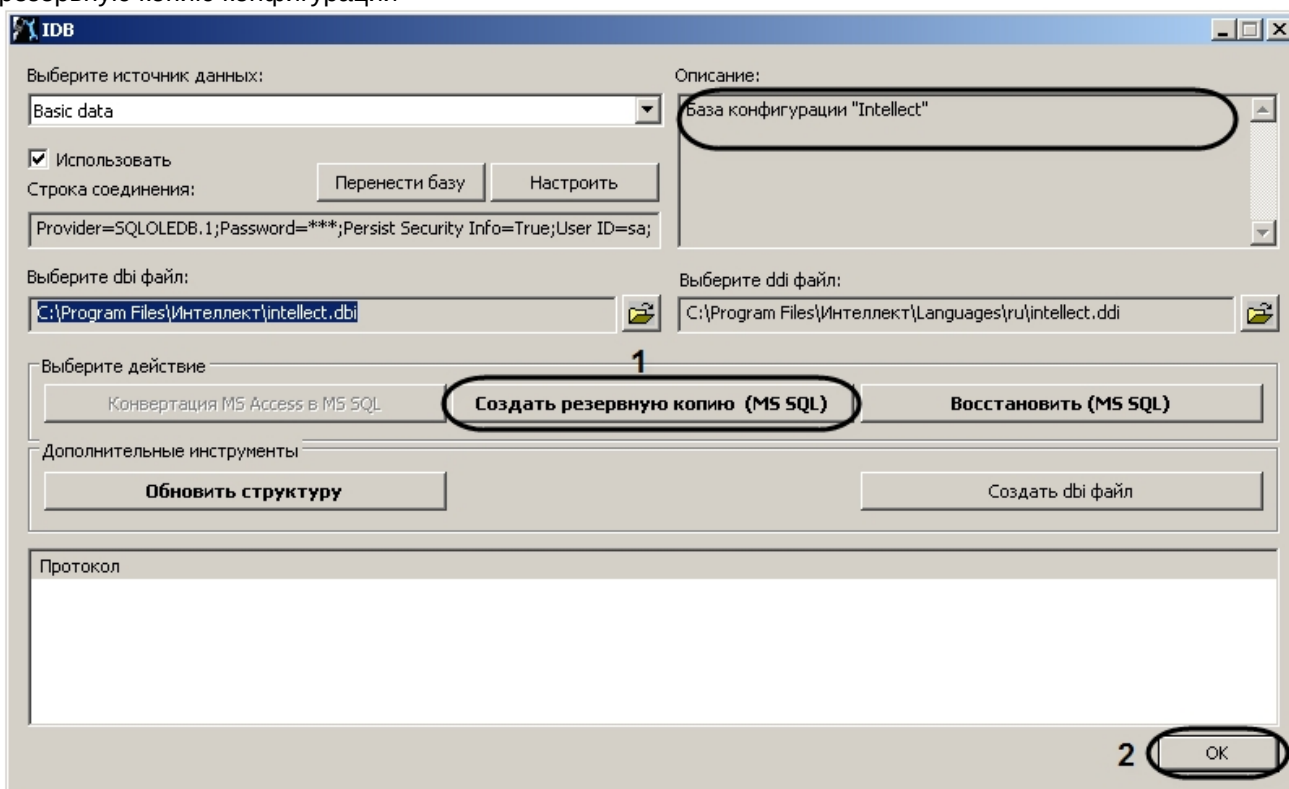 резервную копию конфигурации
IDB
Выберите источник данных:
Описание:
Basic data
База конфигурации "Intellect"
Использовать
Строка соединения:
Перенести базу
Настроить
Provider=SQLOLEDB.1;Password=***;Persist Security Info=True;User ID=sa;
Выберите dbi файл:
Выберите ddi файл:
C:\Program Files\Интеллект\intellect.dbi
C:\Program Files\Интеллект\Languages\ru\intellect.ddi
1
Выберите действие
Конвертация MS Access в MS SQL
Создать резервную копию (MS SQL)
Восстановить (MS SQL)
Дополнительные инструменты
Обновить структуру
Создать dbi файл
Протокол
2
OK